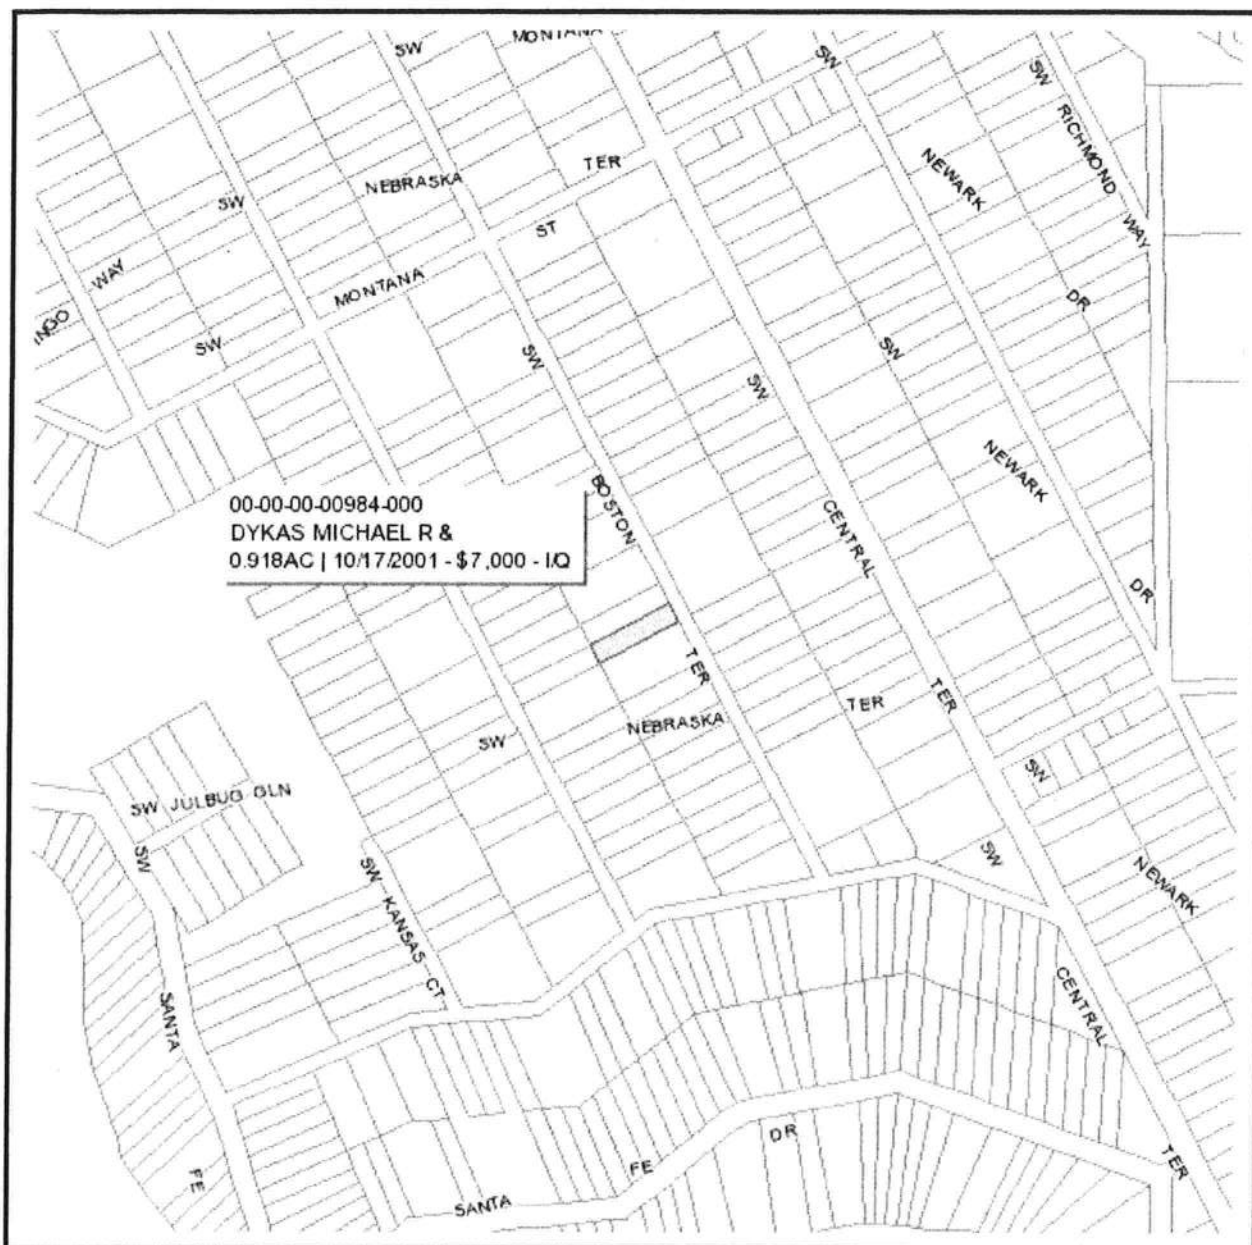 MONTANA
SW
SW
SW
RICHMOND WAY
NEWARK
TER
NEBRASKA
SW
ST
WAY
MONTANA
DR
INGO
SW
SW
SW
SW
NEWARK
BOSTON
00-00-00-00984-000
DYKAS MICHAEL R &
0.918AC | 10/17/2001 - $7,000 - I/Q
CENTRAL
DR
TER
TER
TER
NEBRASKA
SW
SW
SW JULBUG GLN
SW
SW
SW
NEWARK
KANSAS CT
SANTA
CENTRAL
DR
FE
TER
FE
SANTA